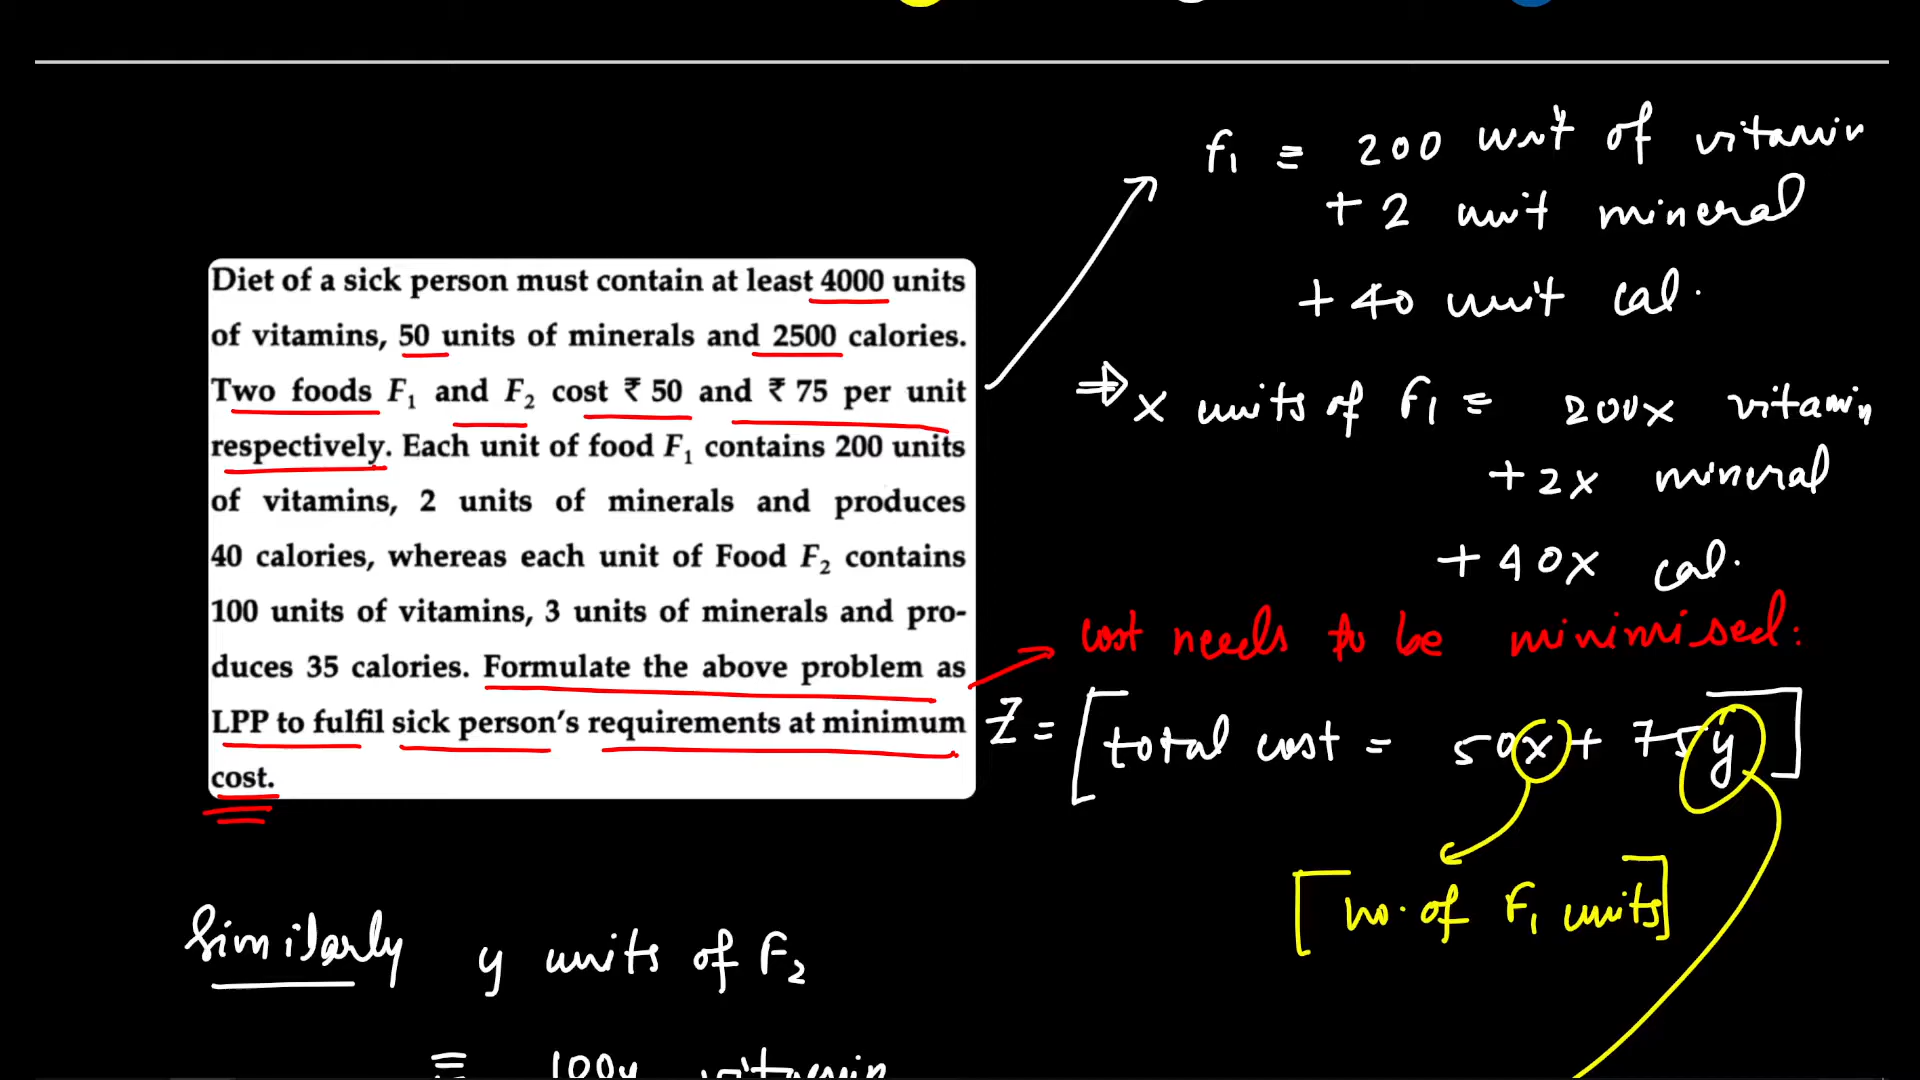 Diet of a sick person must contain at least 4000 units
of vitamins, 50 units of minerals and 2500 calories.
Two foods F₁ and F₂ cost ₹ 50 and ₹ 75 per unit
respectively. Each unit of food F₁ contains 200 units
of vitamins, 2 units of minerals and produces
40 calories, whereas each unit of Food F₂ contains
100 units of vitamins, 3 units of minerals and pro-
duces 35 calories. Formulate the above problem as
LPP to fulfil sick person's requirements at minimum
cost.
f₁ ≡ 200 unit of vitamin
+ 2 unit mineral
+ 40 unit cal.
⇒ x units of F₁ = 200x vitamin
+ 2x mineral
+ 40x cal.
cost needs to be minimised:
Z = [total cost = 50x + 75y]
[no. of F₁ units]
Similarly y units of F₂
≡ 100y vitamin